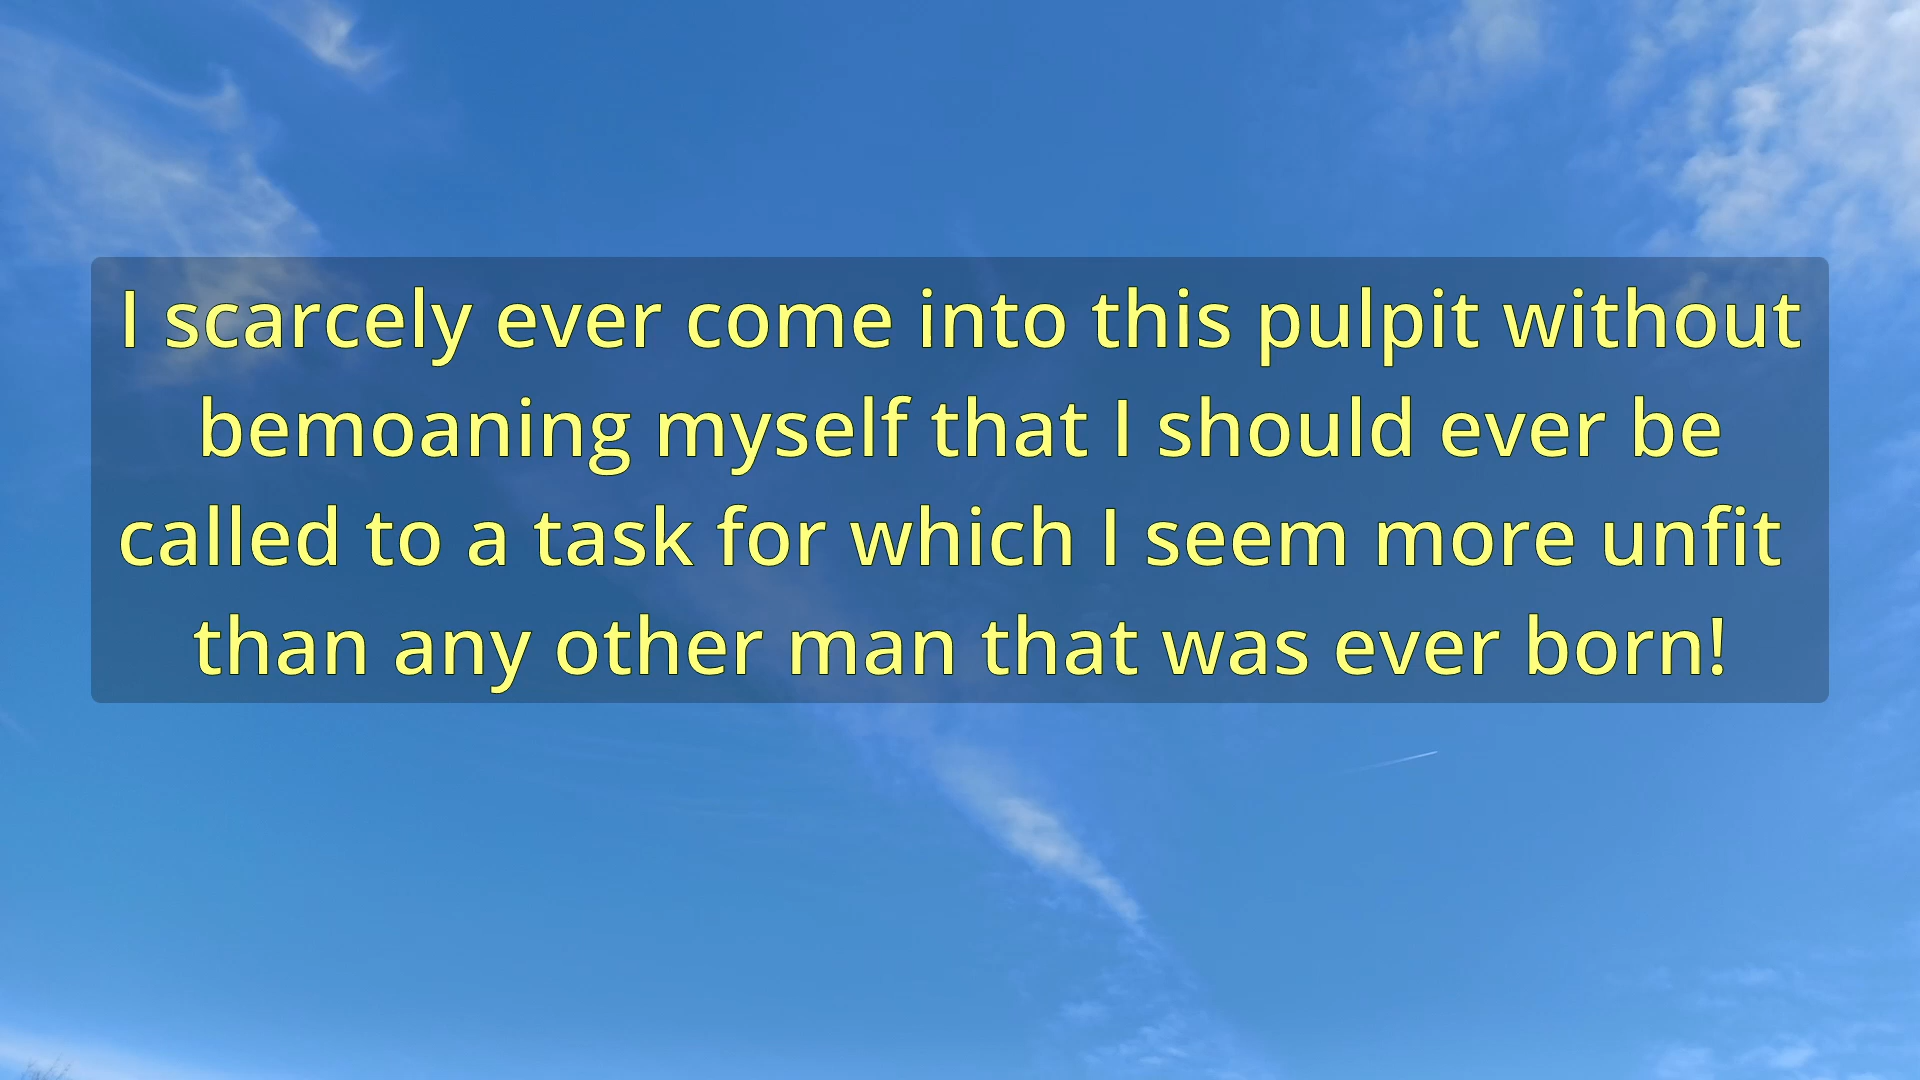 I scarcely ever come into this pulpit without
bemoaning myself that I should ever be
called to a task for which I seem more unfit
than any other man that was ever born!